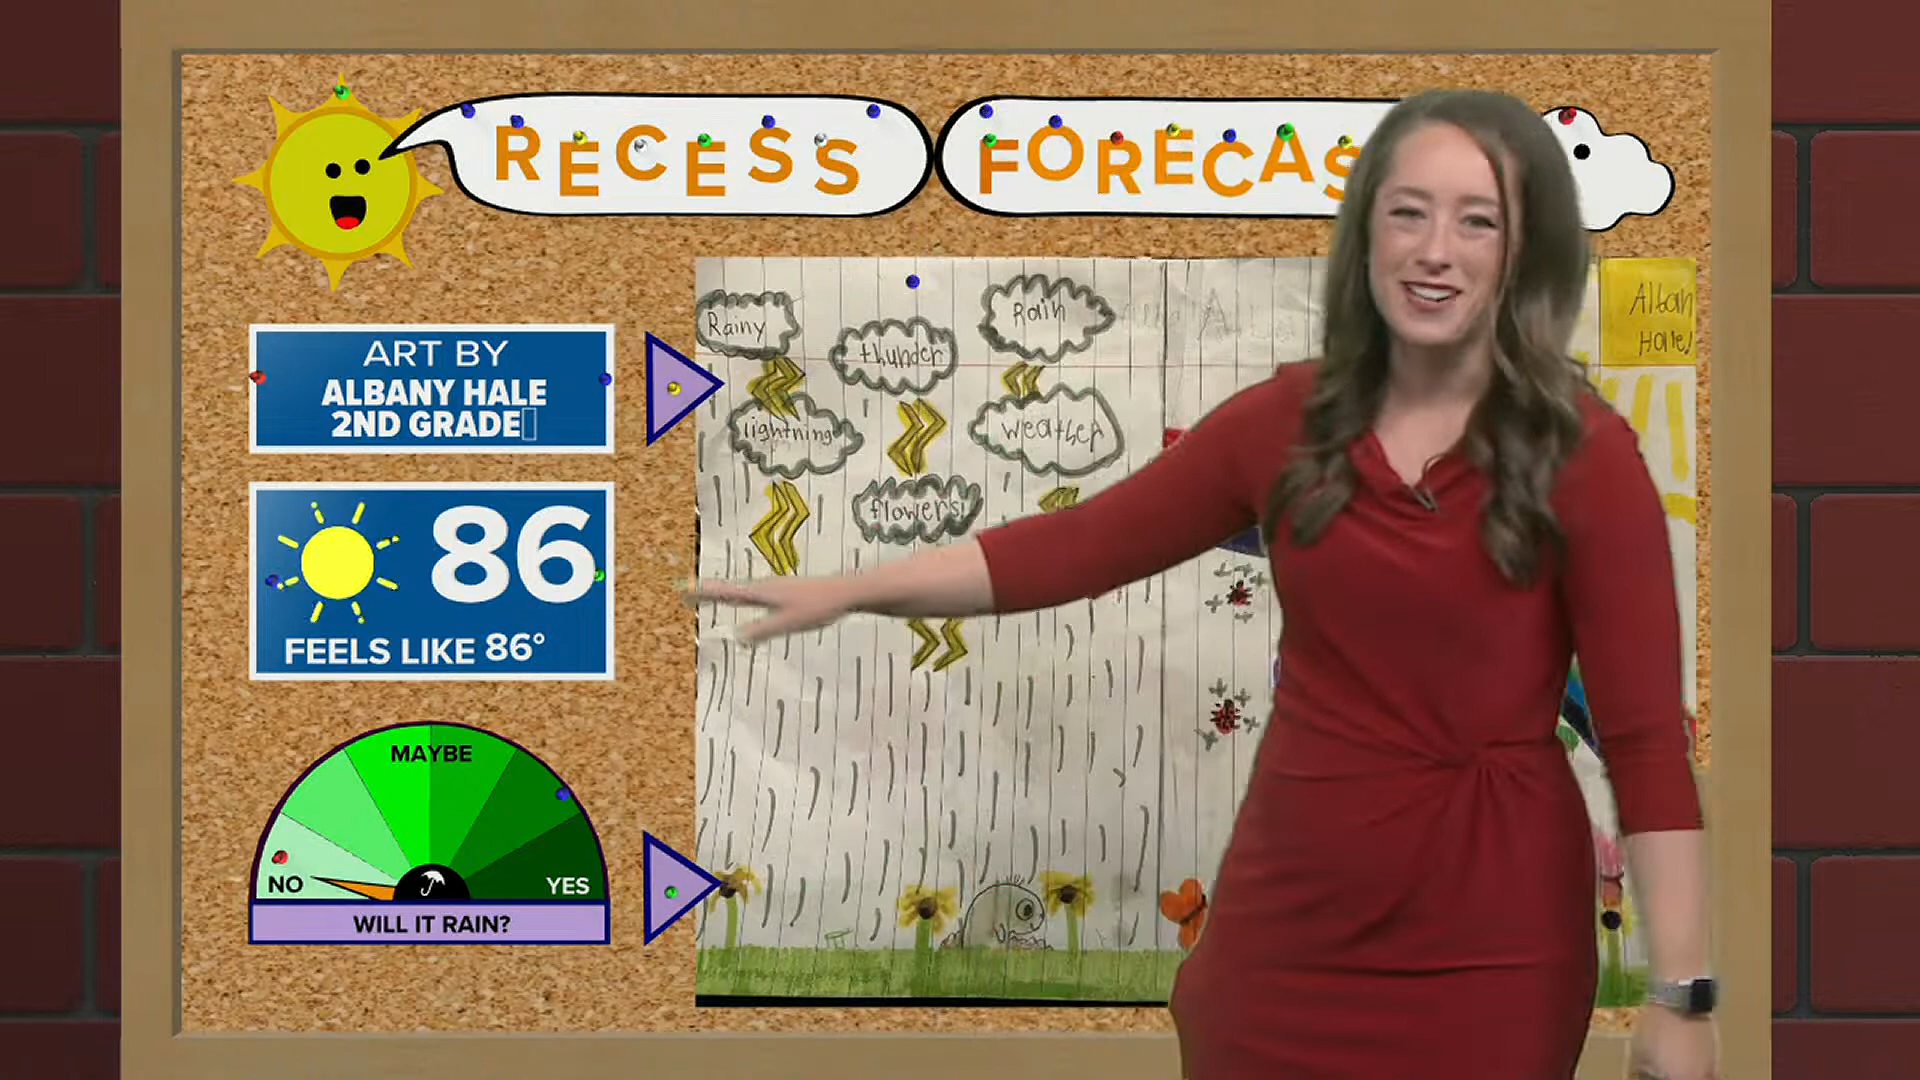 RECESS FORECAS
ART BY
ALBANY HALE
2ND GRADE
86
FEELS LIKE 86°
MAYBE
NO
YES
WILL IT RAIN?
Rainy
thunder
Rain
lightning
weather
flowers
Alban
Hale!